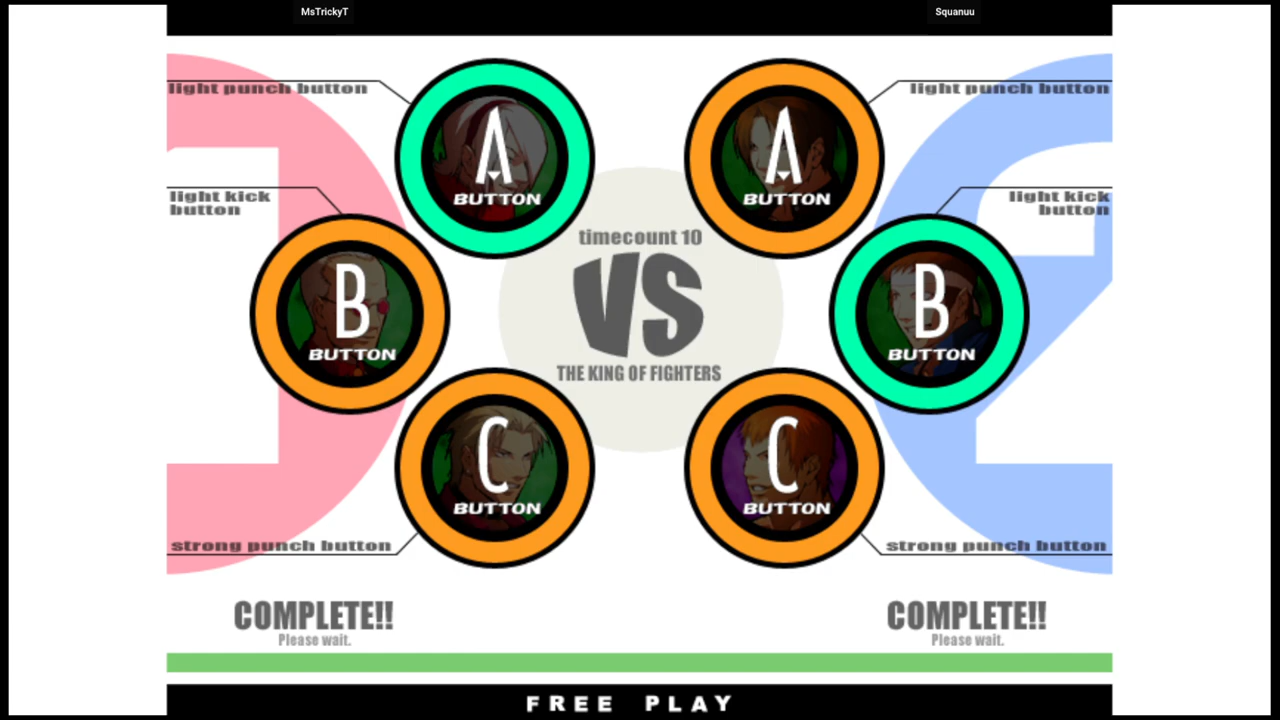 MsTrickyT
Squanuu
light punch button
light punch button
A
BUTTON
A
BUTTON
light kick
button
light kick
button
timecount 10
VS
THE KING OF FIGHTERS
B
BUTTON
B
BUTTON
C
BUTTON
C
BUTTON
strong punch button
strong punch button
COMPLETE!!
Please wait.
COMPLETE!!
Please wait.
FREE PLAY